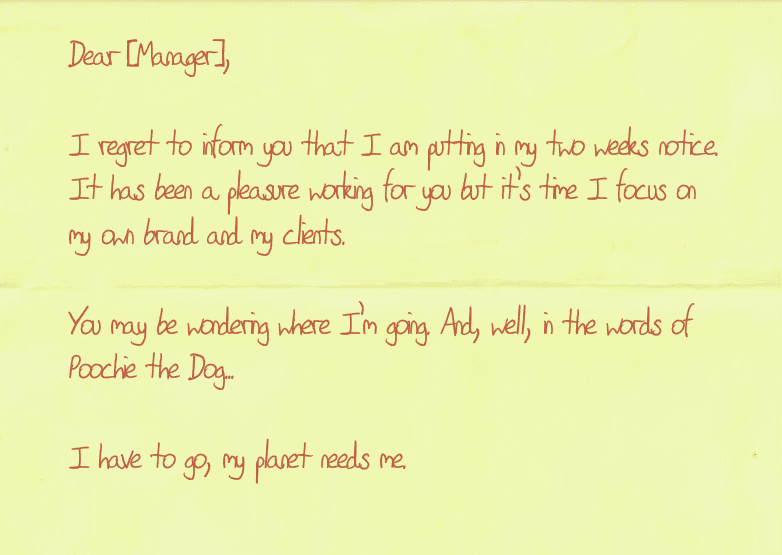 Dear [Manager],
I regret to inform you that I am putting in my two weeks notice.
It has been a pleasure working for you but it's time I focus on
my own brand and my clients.
You may be wondering where I'm going. And, well, in the words of
Poochie the Dog...
I have to go, my planet needs me.